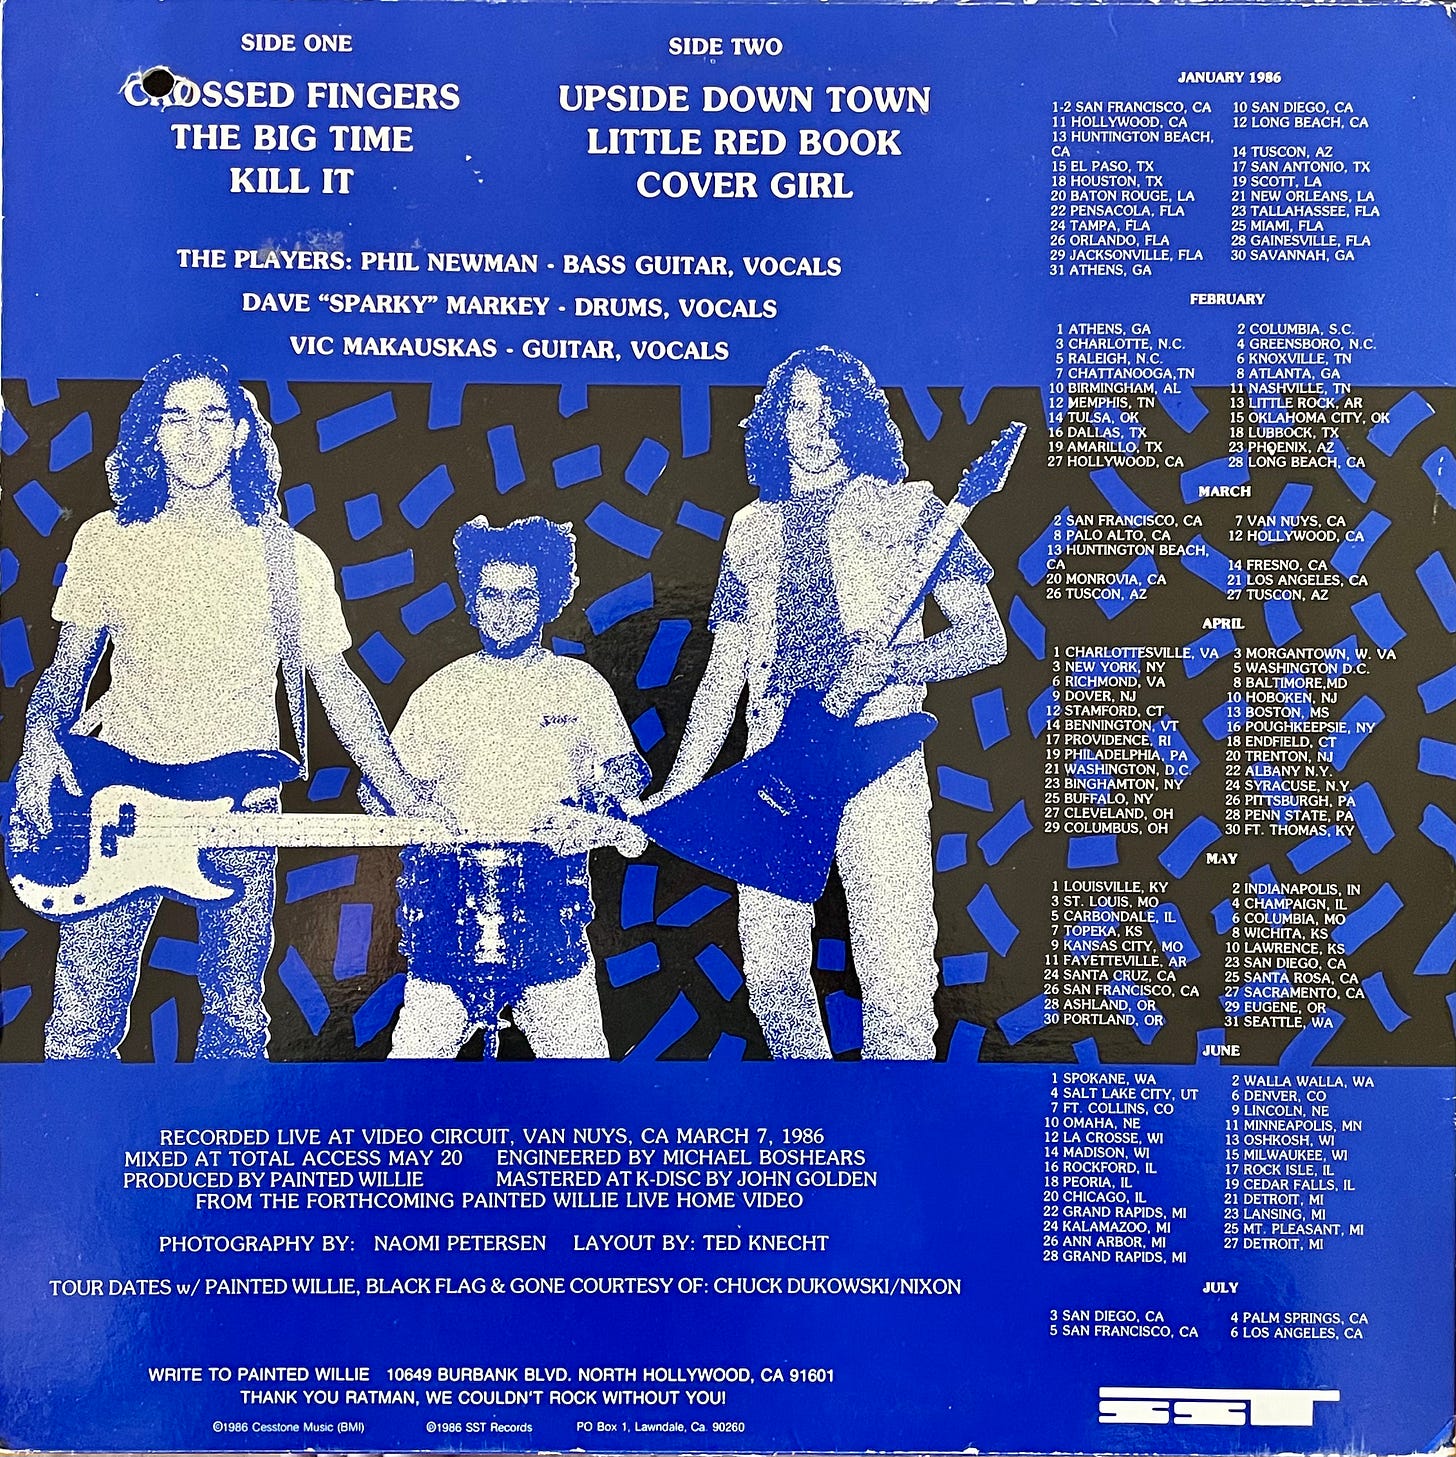 SIDE ONE
CROSSED FINGERS
THE BIG TIME
KILL IT
SIDE TWO
UPSIDE DOWN TOWN
LITTLE RED BOOK
COVER GIRL
THE PLAYERS: PHIL NEWMAN - BASS GUITAR, VOCALS
DAVE “SPARKY” MARKEY - DRUMS, VOCALS
VIC MAKAUSKAS - GUITAR, VOCALS
RECORDED LIVE AT VIDEO CIRCUIT, VAN NUYS, CA MARCH 7, 1986
MIXED AT TOTAL ACCESS MAY 20 ENGINEERED BY MICHAEL BOSHEARS
PRODUCED BY PAINTED WILLIE MASTERED AT K-DISC BY JOHN GOLDEN
FROM THE FORTHCOMING PAINTED WILLIE LIVE HOME VIDEO
PHOTOGRAPHY BY: NAOMI PETERSEN LAYOUT BY: TED KNECHT
TOUR DATES w/ PAINTED WILLIE, BLACK FLAG & GONE COURTESY OF: CHUCK DUKOWSKI/NIXON
WRITE TO PAINTED WILLIE 10649 BURBANK BLVD. NORTH HOLLYWOOD, CA 91601
THANK YOU RATMAN, WE COULDN'T ROCK WITHOUT YOU!
©1986 Cesstone Music (BMI) ℗1986 SST Records PO Box 1, Lawndale, Ca. 90260
JANUARY 1986
1-2 SAN FRANCISCO, CA 10 SAN DIEGO, CA
11 HOLLYWOOD, CA 12 LONG BEACH, CA
13 HUNTINGTON BEACH,
CA 14 TUSCON, AZ
15 EL PASO, TX 17 SAN ANTONIO, TX
18 HOUSTON, TX 19 SCOTT, LA
20 BATON ROUGE, LA 21 NEW ORLEANS, LA
22 PENSACOLA, FLA 23 TALLAHASSEE, FLA
24 TAMPA, FLA 25 MIAMI, FLA
26 ORLANDO, FLA 28 GAINESVILLE, FLA
29 JACKSONVILLE, FLA 30 SAVANNAH, GA
31 ATHENS, GA
FEBRUARY
1 ATHENS, GA 2 COLUMBIA, S.C.
3 CHARLOTTE, N.C. 4 GREENSBORO, N.C.
5 RALEIGH, N.C. 6 KNOXVILLE, TN
7 CHATTANOOGA,TN 8 ATLANTA, GA
10 BIRMINGHAM, AL 11 NASHVILLE, TN
12 MEMPHIS, TN 13 LITTLE ROCK, AR
14 TULSA, OK 15 OKLAHOMA CITY, OK
16 DALLAS, TX 18 LUBBOCK, TX
19 AMARILLO, TX 23 PHOENIX, AZ
27 HOLLYWOOD, CA 28 LONG BEACH, CA
MARCH
2 SAN FRANCISCO, CA 7 VAN NUYS, CA
8 PALO ALTO, CA 12 HOLLYWOOD, CA
13 HUNTINGTON BEACH,
CA 14 FRESNO, CA
20 MONROVIA, CA 21 LOS ANGELES, CA
26 TUSCON, AZ 27 TUSCON, AZ
APRIL
1 CHARLOTTESVILLE, VA 3 MORGANTOWN, W. VA
3 NEW YORK, NY 5 WASHINGTON D.C.
6 RICHMOND, VA 8 BALTIMORE,MD
9 DOVER, NJ 10 HOBOKEN, NJ
12 STAMFORD, CT 13 BOSTON, MS
14 BENNINGTON, VT 16 POUGHKEEPSIE, NY
17 PROVIDENCE, RI 18 ENDFIELD, CT
19 PHILADELPHIA, PA 20 TRENTON, NJ
21 WASHINGTON, D.C. 22 ALBANY N.Y.
23 BINGHAMTON, NY 24 SYRACUSE, N.Y.
25 BUFFALO, NY 26 PITTSBURGH, PA
27 CLEVELAND, OH 28 PENN STATE, PA
29 COLUMBUS, OH 30 FT. THOMAS, KY
MAY
1 LOUISVILLE, KY 2 INDIANAPOLIS, IN
3 ST. LOUIS, MO 4 CHAMPAIGN, IL
5 CARBONDALE, IL 6 COLUMBIA, MO
7 TOPEKA, KS 8 WICHITA, KS
9 KANSAS CITY, MO 10 LAWRENCE, KS
11 FAYETTEVILLE, AR 23 SAN DIEGO, CA
24 SANTA CRUZ, CA 25 SANTA ROSA, CA
26 SAN FRANCISCO, CA 27 SACRAMENTO, CA
28 ASHLAND, OR 29 EUGENE, OR
30 PORTLAND, OR 31 SEATTLE, WA
JUNE
1 SPOKANE, WA 2 WALLA WALLA, WA
4 SALT LAKE CITY, UT 6 DENVER, CO
7 FT. COLLINS, CO 9 LINCOLN, NE
10 OMAHA, NE 11 MINNEAPOLIS, MN
12 LA CROSSE, WI 13 OSHKOSH, WI
14 MADISON, WI 15 MILWAUKEE, WI
16 ROCKFORD, IL 17 ROCK ISLE, IL
18 PEORIA, IL 19 CEDAR FALLS, IL
20 CHICAGO, IL 21 DETROIT, MI
22 GRAND RAPIDS, MI 23 LANSING, MI
24 KALAMAZOO, MI 25 MT. PLEASANT, MI
26 ANN ARBOR, MI 27 DETROIT, MI
28 GRAND RAPIDS, MI
JULY
3 SAN DIEGO, CA 4 PALM SPRINGS, CA
5 SAN FRANCISCO, CA 6 LOS ANGELES, CA
SST